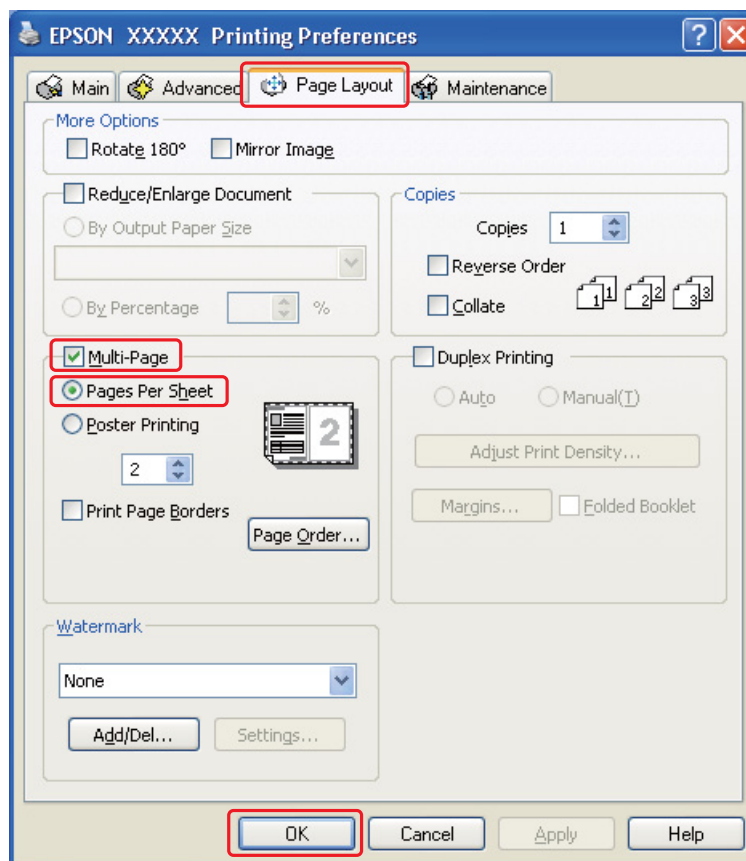 EPSON XXXXX Printing Preferences
Main
Advanced
Page Layout
Maintenance
More Options
Rotate 180°
Mirror Image
Reduce/Enlarge Document
By Output Paper Size
By Percentage
%
Copies
Copies
1
Reverse Order
Collate
1 1 2 2 3 3
Multi-Page
Pages Per Sheet
Poster Printing
2
2
Print Page Borders
Page Order...
Duplex Printing
Auto
Manual(T)
Adjust Print Density...
Margins...
Folded Booklet
Watermark
None
Add/Del...
Settings...
OK
Cancel
Apply
Help